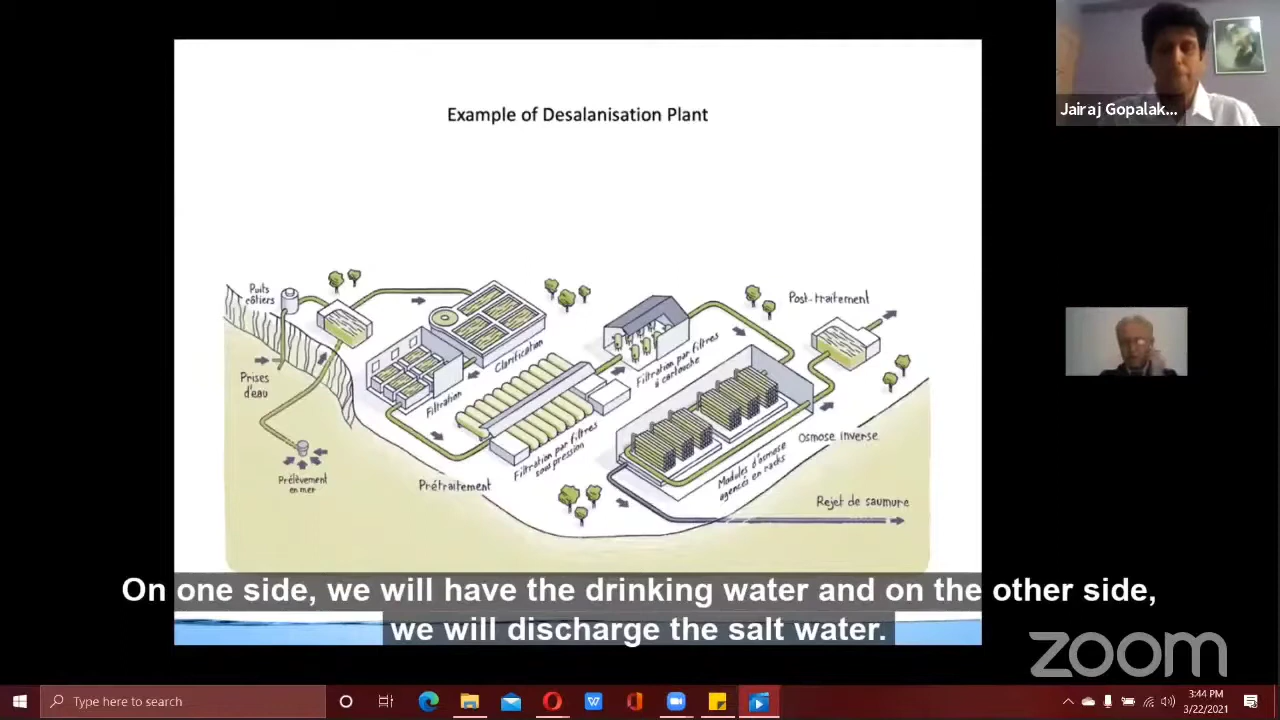 Jairaj Gopalak...
Example of Desalanisation Plant
Puits
côtiers
Prises
d'eau
Prélèvement
en mer
Filtration
Clarification
Prétraitement
Filtration par filtres
sous pression
Filtration par filtres
à cartouche
Modules d'osmose
agencés en racks
Osmose inverse
Post-traitement
Rejet de saumure
On one side, we will have the drinking water and on the other side,
we will discharge the salt water.
zoom
Type here to search
3:44 PM
3/22/2021